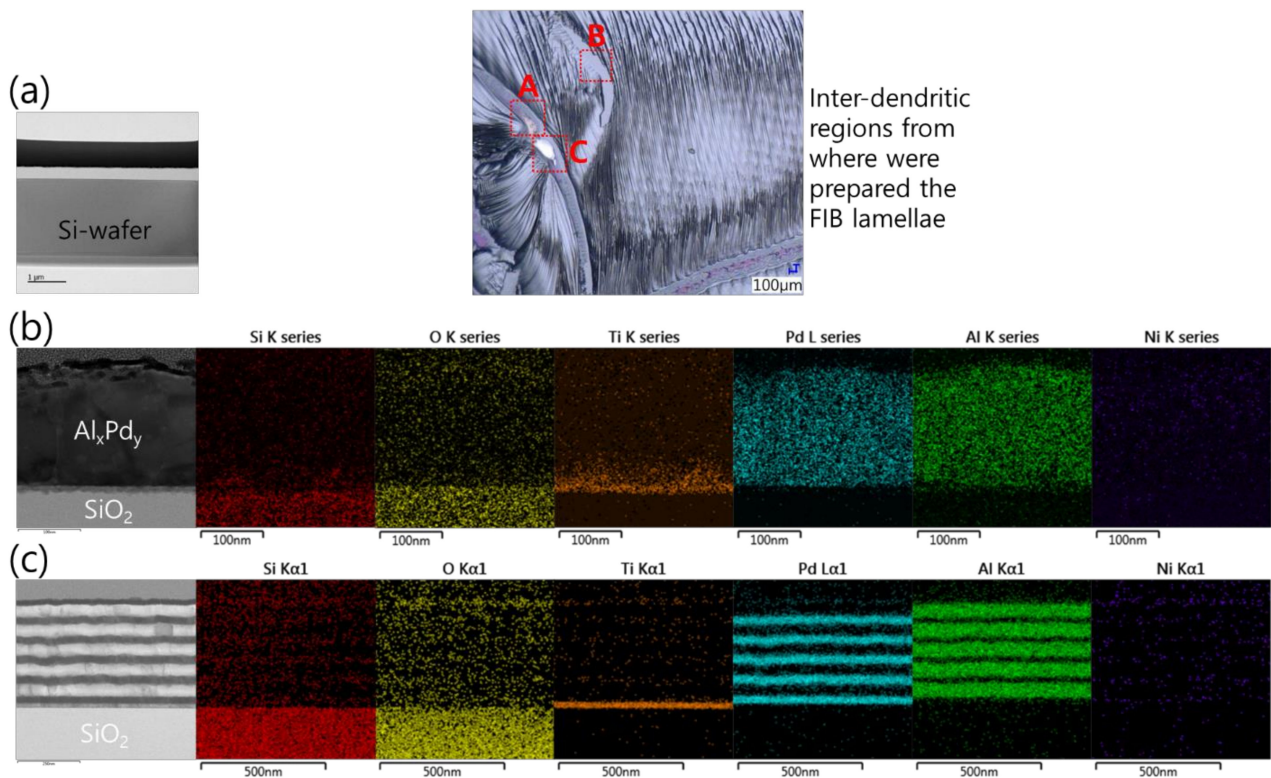 (a)
Si-wafer
1 μm
A
B
C
100μm
Inter-dendritic
regions from
where were
prepared the
FIB lamellae
(b)
Si K series
O K series
Ti K series
Pd L series
Al K series
Ni K series
AlxPdy
SiO2
100nm
100nm
100nm
100nm
100nm
100nm
(c)
Si Kα1
O Kα1
Ti Kα1
Pd Lα1
Al Kα1
Ni Kα1
SiO2
500nm
500nm
500nm
500nm
500nm
500nm